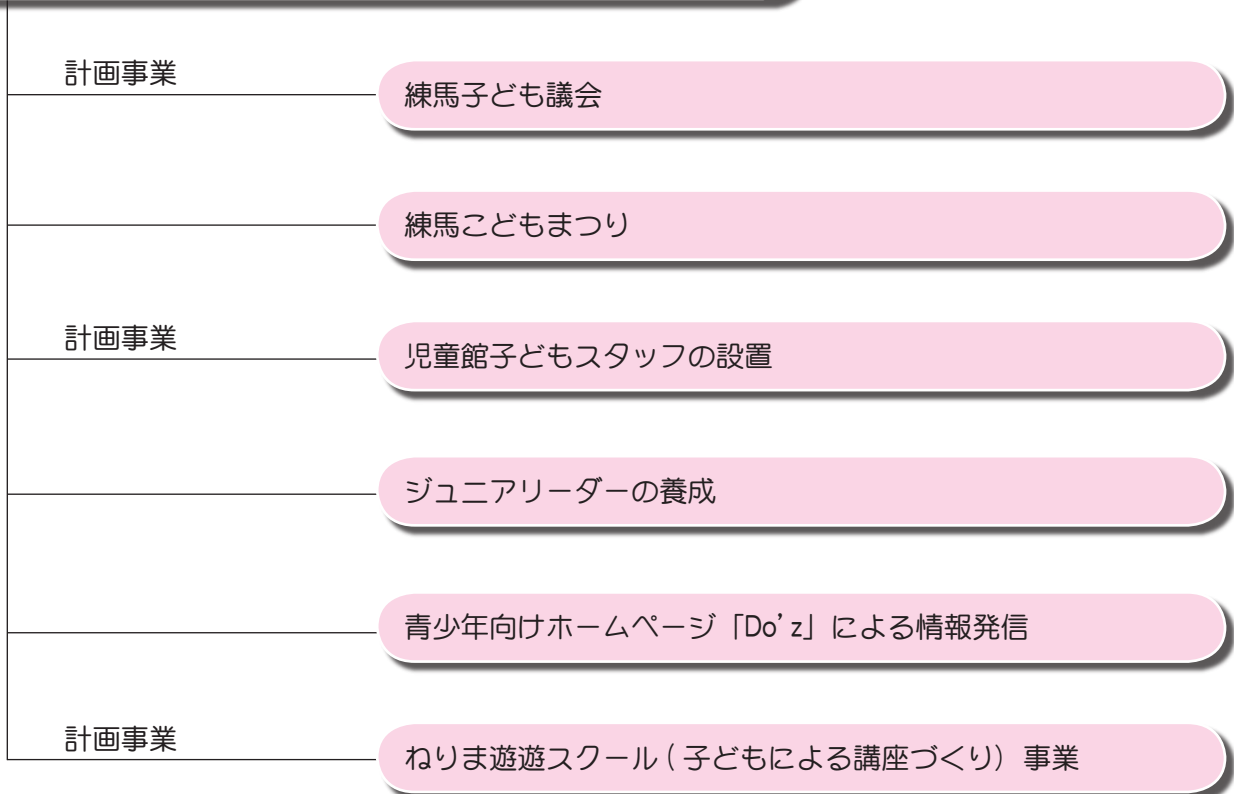 計画事業
練馬子ども議会
練馬こどもまつり
計画事業
児童館子どもスタッフの設置
ジュニアリーダーの養成
青少年向けホームページ「Do’z」による情報発信
計画事業
ねりま遊遊スクール(子どもによる講座づくり)事業